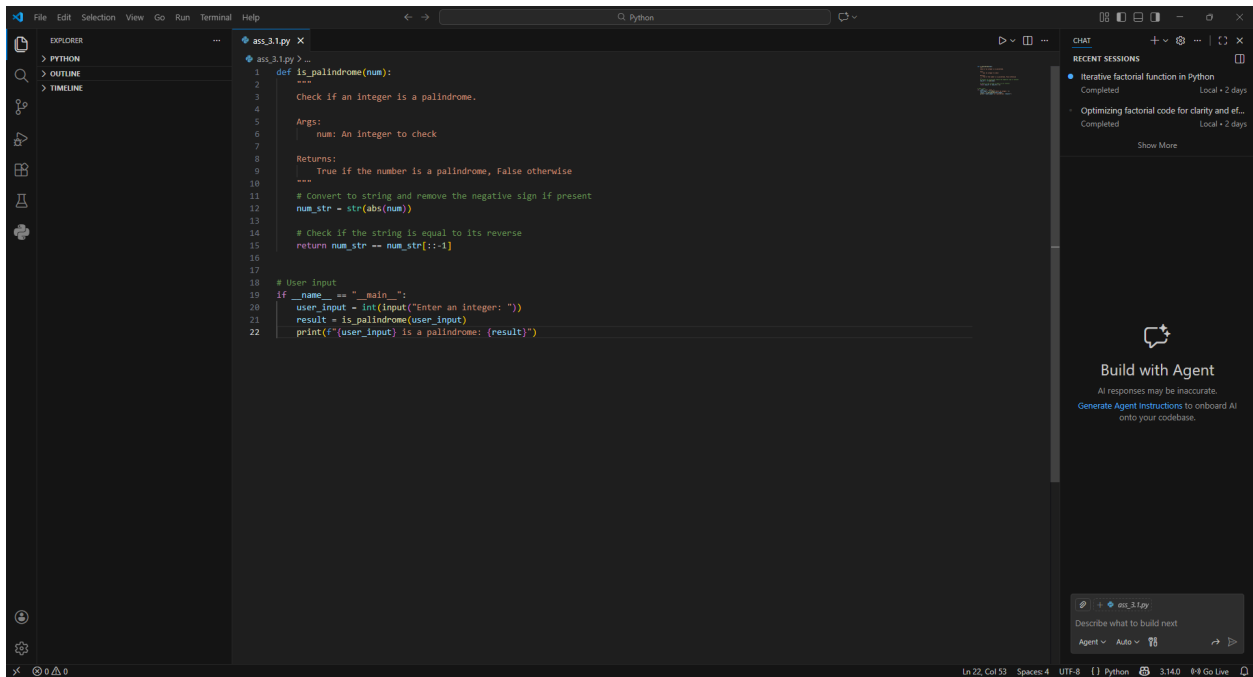 File Edit Selection View Go Run Terminal Help
Python
EXPLORER
PYTHON
OUTLINE
TIMELINE
ass_3.1.py
ass_3.1.py > ...
1 def is_palindrome(num):
2 """
3 Check if an integer is a palindrome.
4
5 Args:
6 num: An integer to check
7
8 Returns:
9 True if the number is a palindrome, False otherwise
10 """
11 # Convert to string and remove the negative sign if present
12 num_str = str(abs(num))
13
14 # Check if the string is equal to its reverse
15 return num_str == num_str[::-1]
16
17
18 # User input
19 if __name__ == "__main__":
20 user_input = int(input("Enter an integer: "))
21 result = is_palindrome(user_input)
22 print(f"{user_input} is a palindrome: {result}")
CHAT
RECENT SESSIONS
Iterative factorial function in Python
Completed Local • 2 days
Optimizing factorial code for clarity and ef...
Completed Local • 2 days
Show More
Build with Agent
AI responses may be inaccurate.
Generate Agent Instructions to onboard AI
onto your codebase.
ass_3.1.py
Describe what to build next
Agent Auto
0 0
Ln 22, Col 53 Spaces: 4 UTF-8 { } Python 3.14.0 Go Live